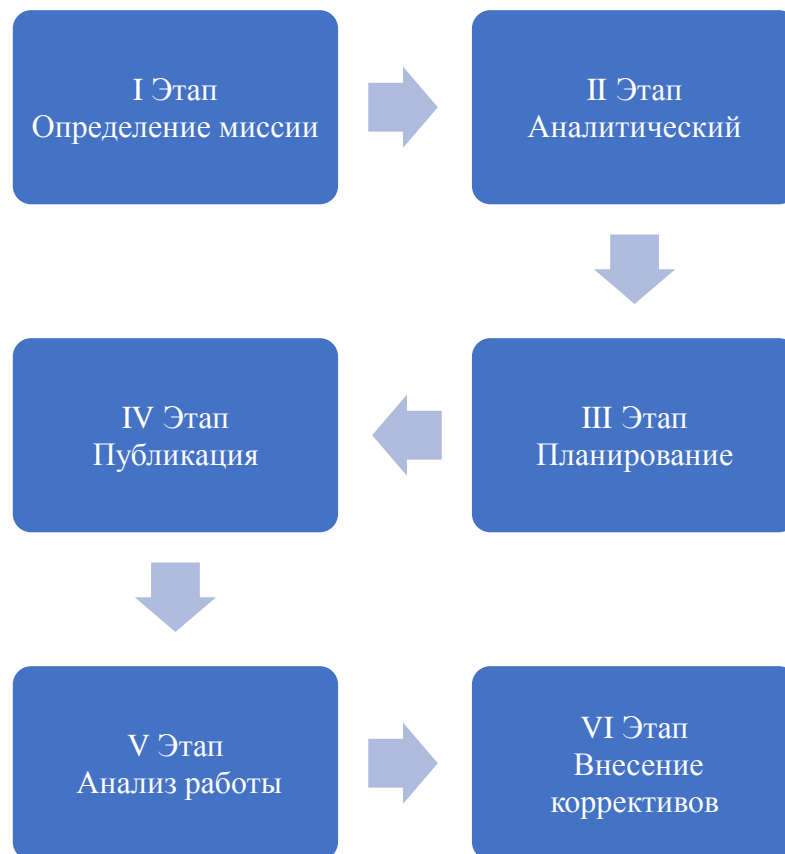 I Этап
Определение миссии
II Этап
Аналитический
III Этап
Планирование
IV Этап
Публикация
V Этап
Анализ работы
VI Этап
Внесение
коррективов